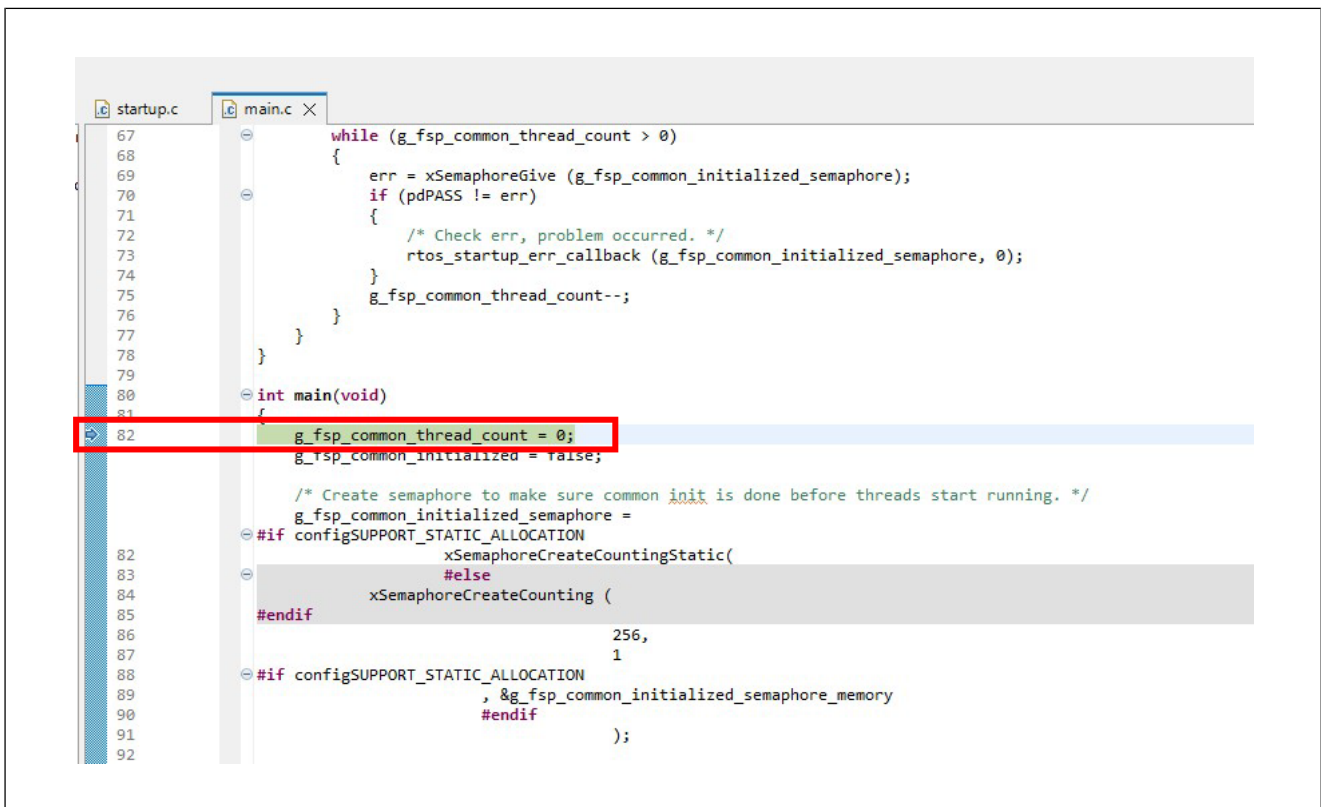 startup.c main.c
67 while (g_fsp_common_thread_count > 0)
68 {
69 err = xSemaphoreGive (g_fsp_common_initialized_semaphore);
70 if (pdPASS != err)
71 {
72 /* Check err, problem occurred. */
73 rtos_startup_err_callback (g_fsp_common_initialized_semaphore, 0);
74 }
75 g_fsp_common_thread_count--;
76 }
77 }
78 }
79
80 int main(void)
81 {
82 g_fsp_common_thread_count = 0;
g_fsp_common_initialized = false;
/* Create semaphore to make sure common init is done before threads start running. */
g_fsp_common_initialized_semaphore =
#if configSUPPORT_STATIC_ALLOCATION
82 xSemaphoreCreateCountingStatic(
83 #else
84 xSemaphoreCreateCounting (
85 #endif
86 256,
87 1
88 #if configSUPPORT_STATIC_ALLOCATION
89 , &g_fsp_common_initialized_semaphore_memory
90 #endif
91 );
92